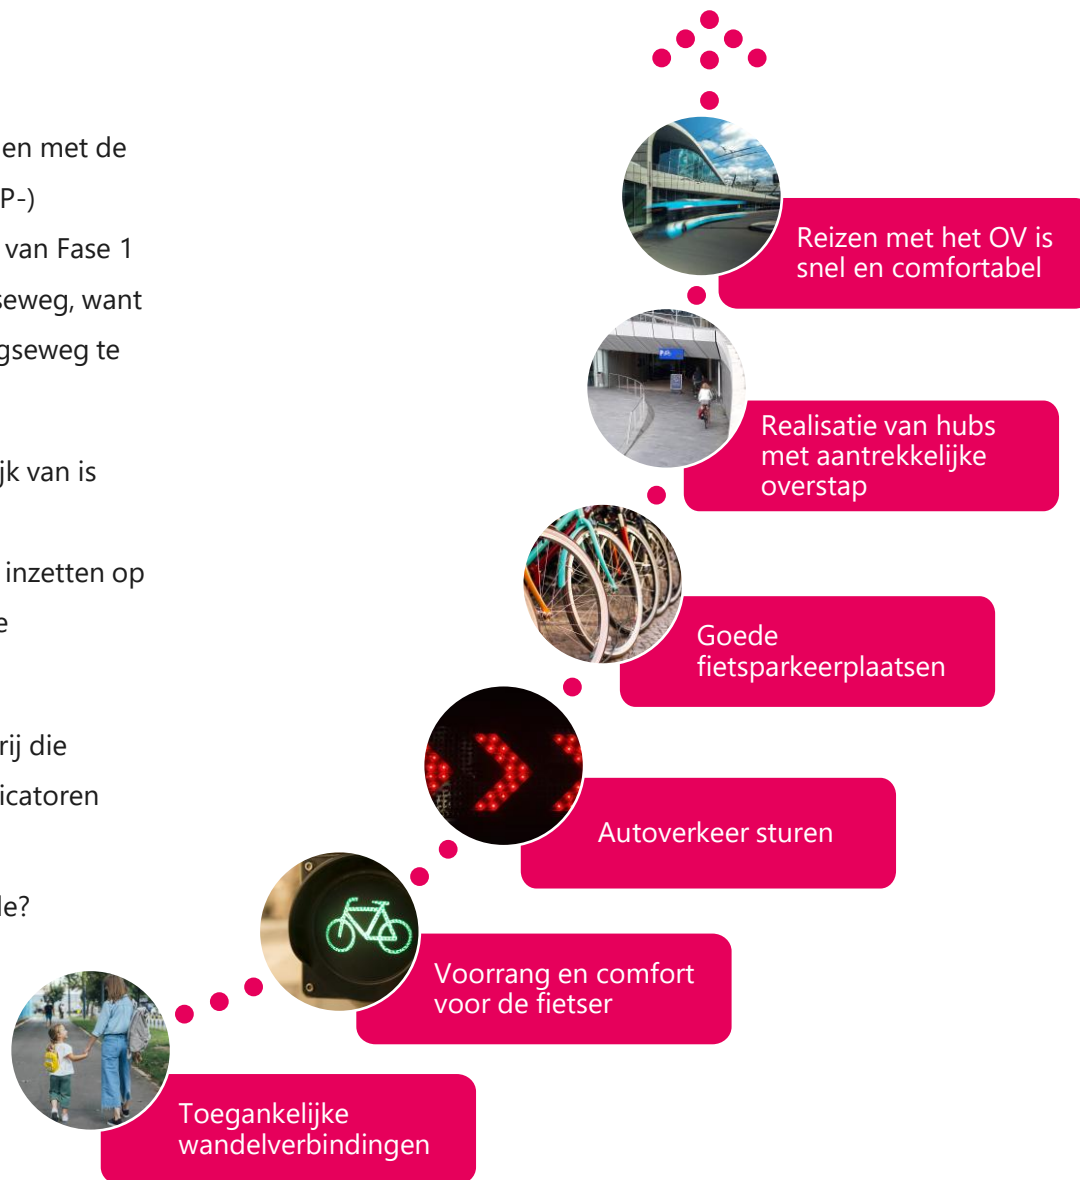 en met de
P-)
van Fase 1
seweg, want
gseweg te
jk van is
inzetten op
e
rij die
icatoren
le?
Reizen met het OV is
snel en comfortabel
Realisatie van hubs
met aantrekkelijke
overstap
Goede
fietsparkeerplaatsen
Autoverkeer sturen
Voorrang en comfort
voor de fietser
Toegankelijke
wandelverbindingen